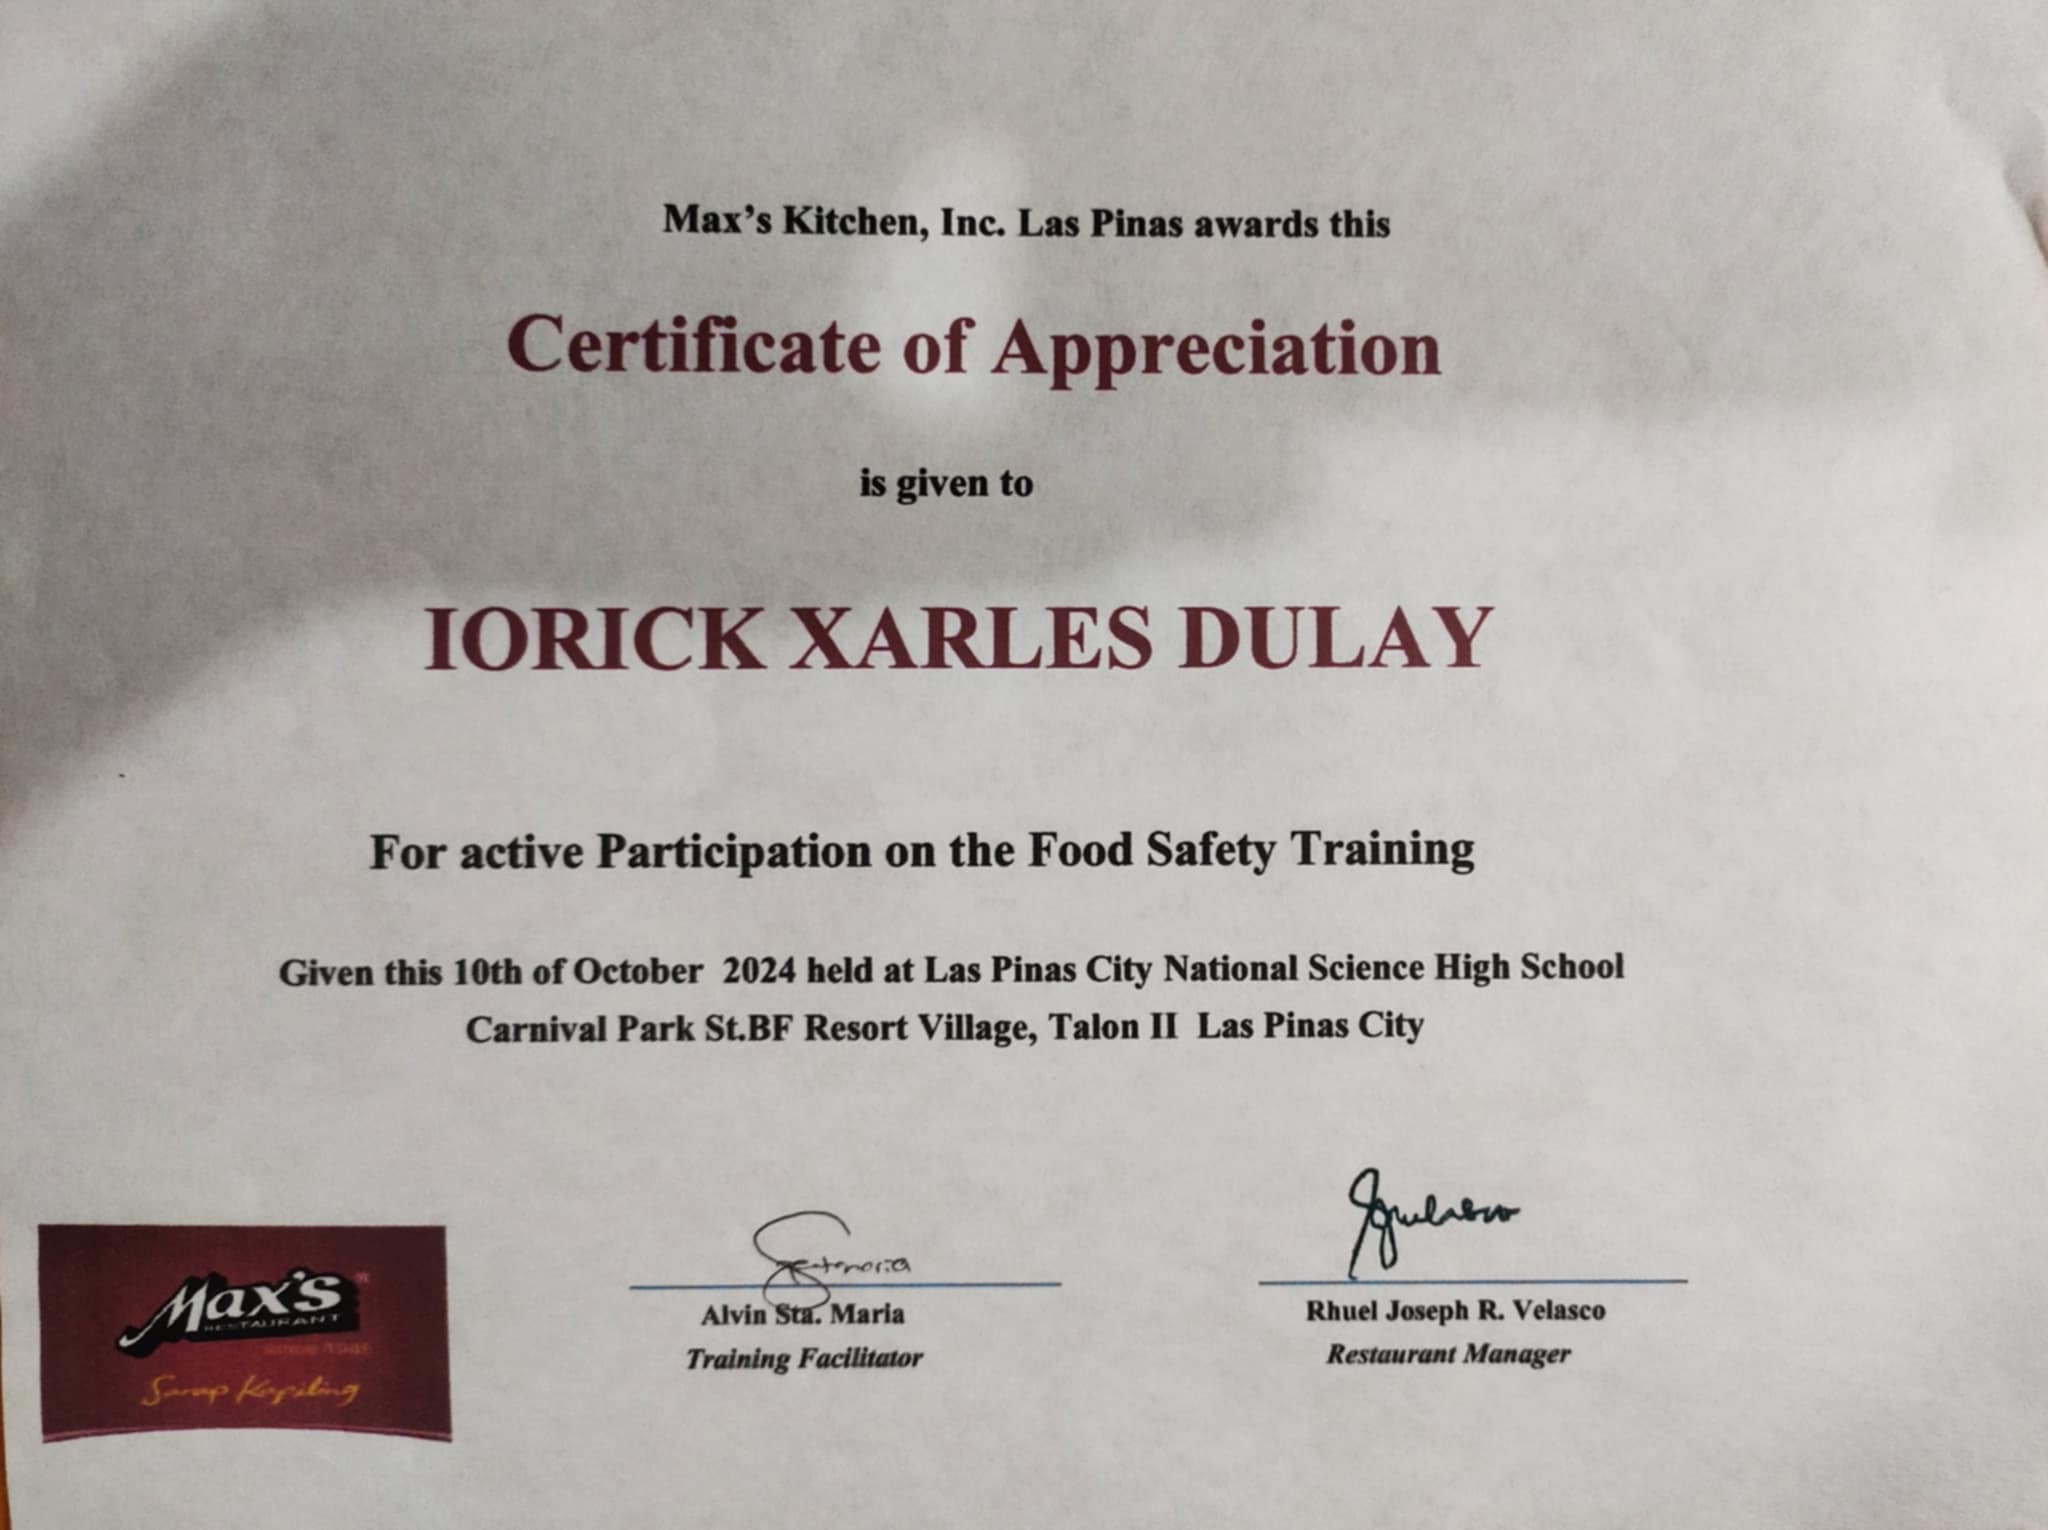 Max's Kitchen, Inc. Las Pinas awards this
Certificate of Appreciation
is given to
IORICK XARLES DULAY
For active Participation on the Food Safety Training
Given this 10th of October 2024 held at Las Pinas City National Science High School
Carnival Park St.BF Resort Village, Talon II Las Pinas City
Alvin Sta. Maria
Training Facilitator
Rhuel Joseph R. Velasco
Restaurant Manager
Max's
RESTAURANT
Sarap Kapiling